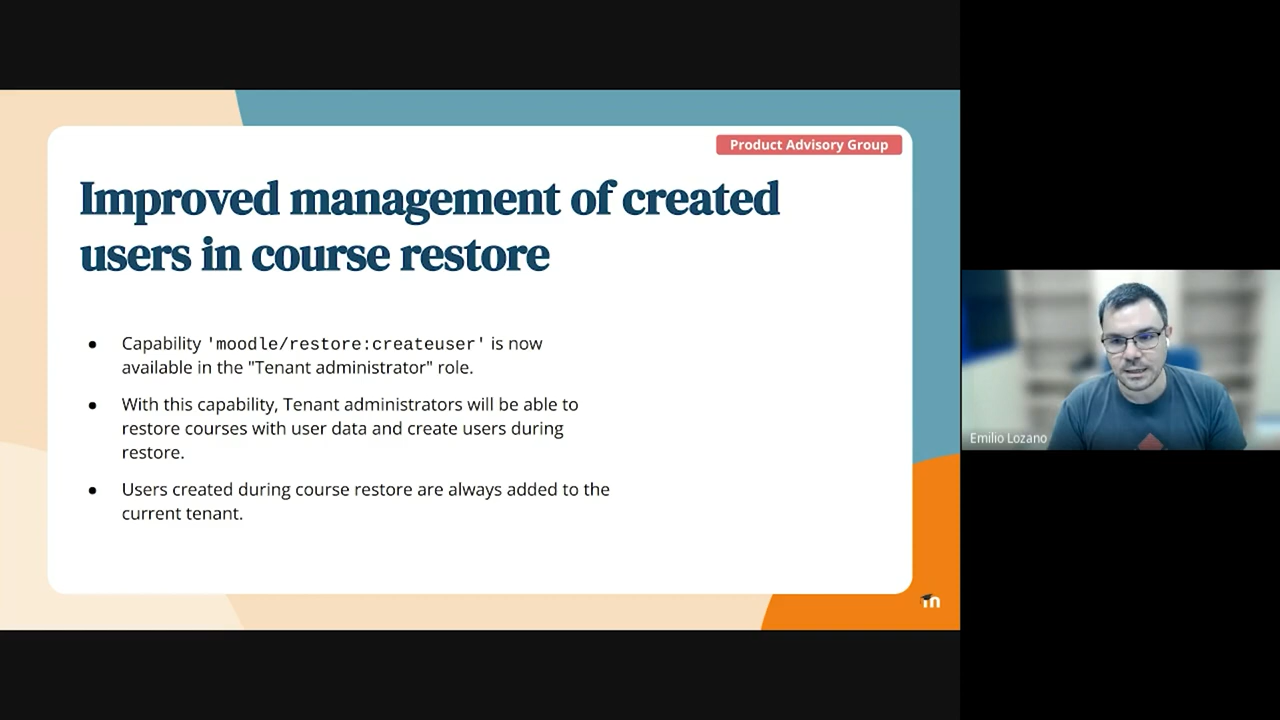 Product Advisory Group
Improved management of created
users in course restore
● Capability 'moodle/restore:createuser' is now
available in the "Tenant administrator" role.
● With this capability, Tenant administrators will be able to
restore courses with user data and create users during
restore.
● Users created during course restore are always added to the
current tenant.
m
Emilio Lozano